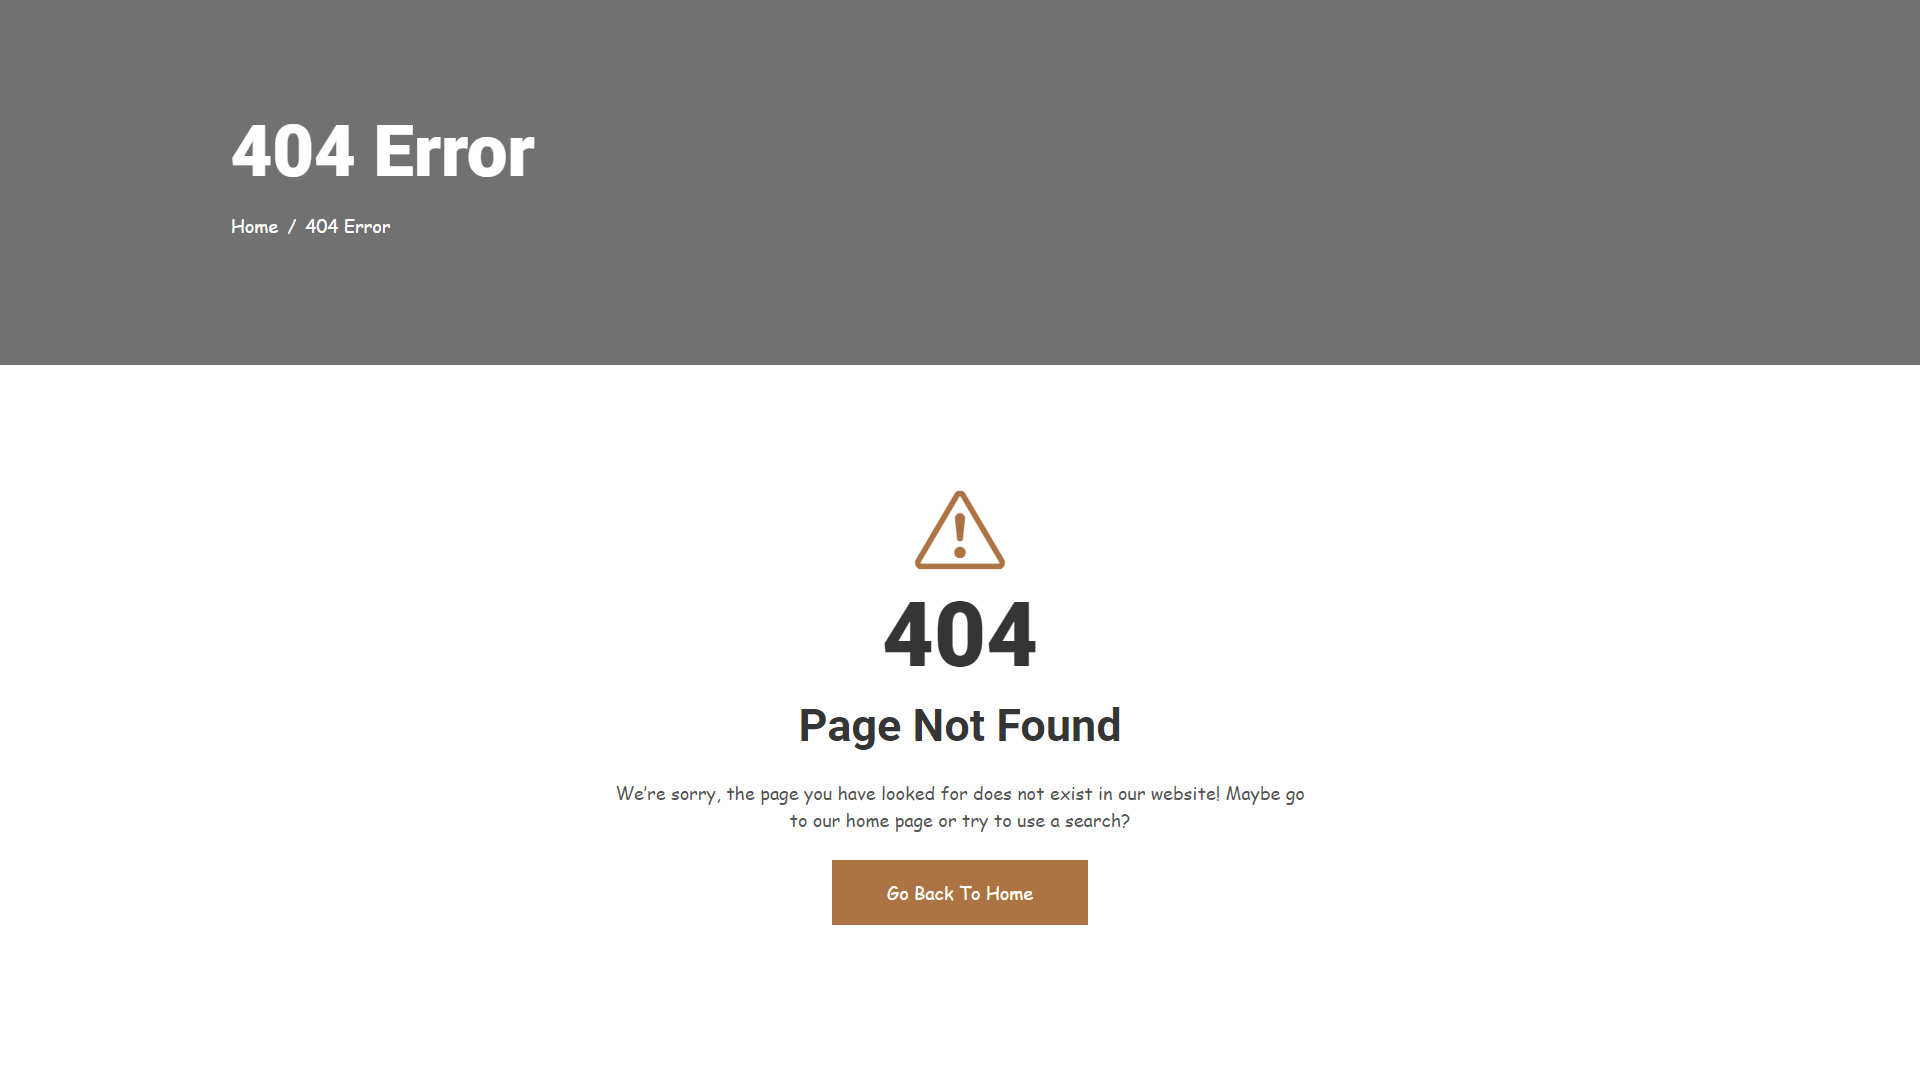 404 Error
Home / 404 Error
404
Page Not Found
We're sorry, the page you have looked for does not exist in our website! Maybe go
to our home page or try to use a search?
Go Back To Home